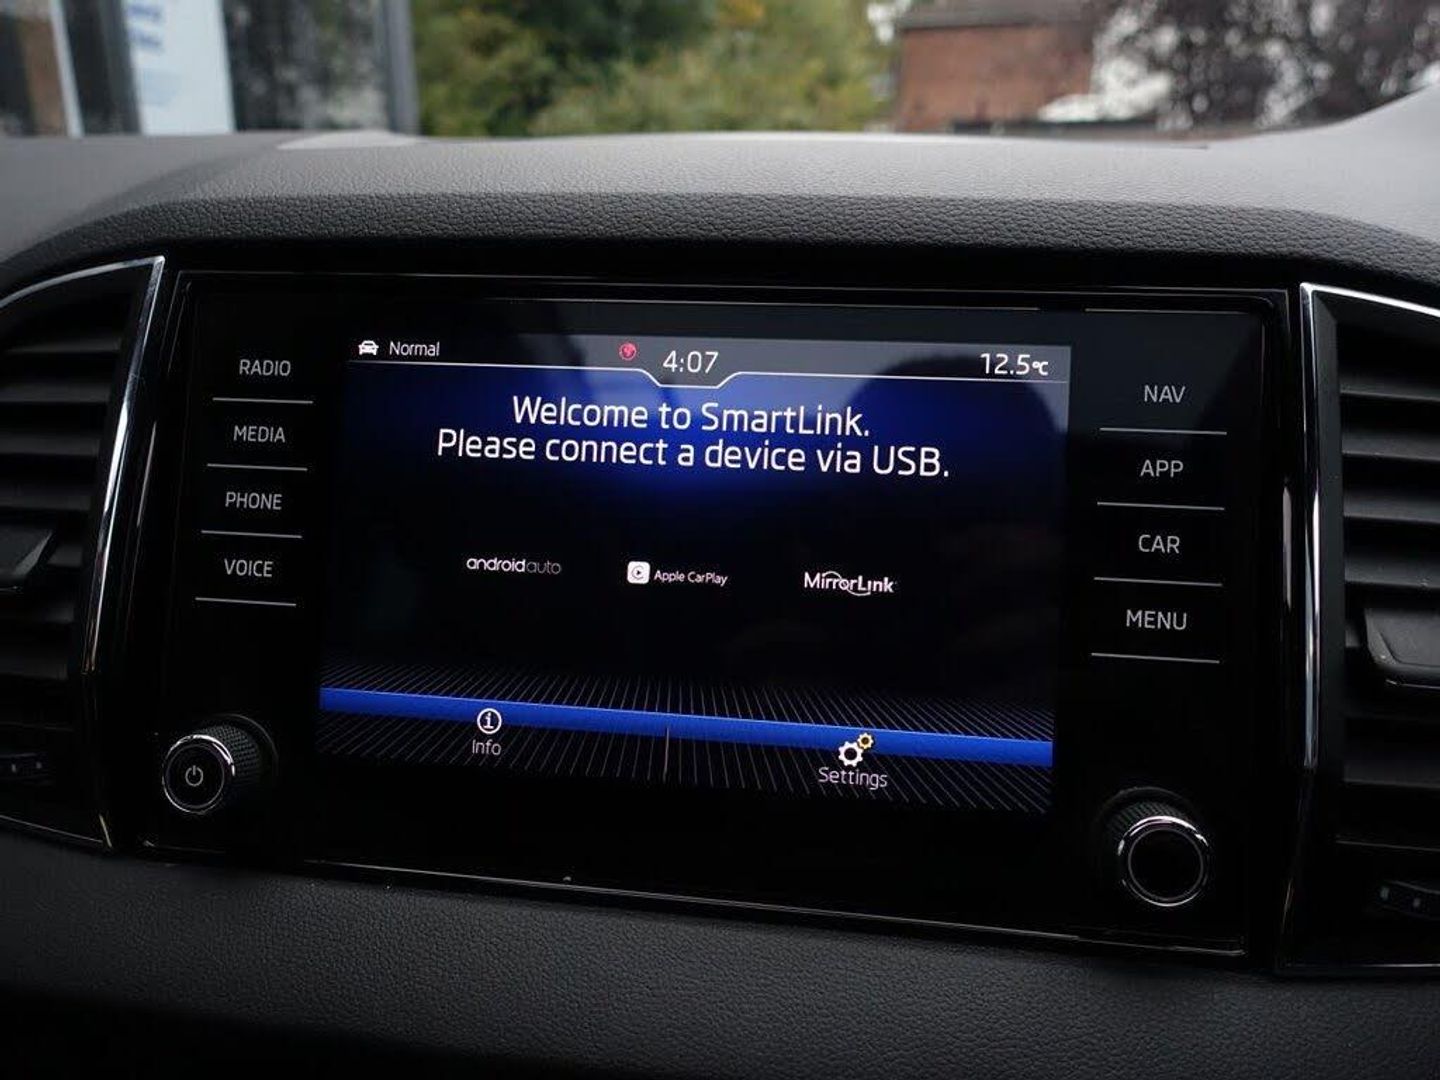 Normal
4:07
12.5°C
RADIO
MEDIA
PHONE
VOICE
Welcome to SmartLink.
Please connect a device via USB.
androidauto
Apple CarPlay
MirrorLink
Info
Settings
NAV
APP
CAR
MENU